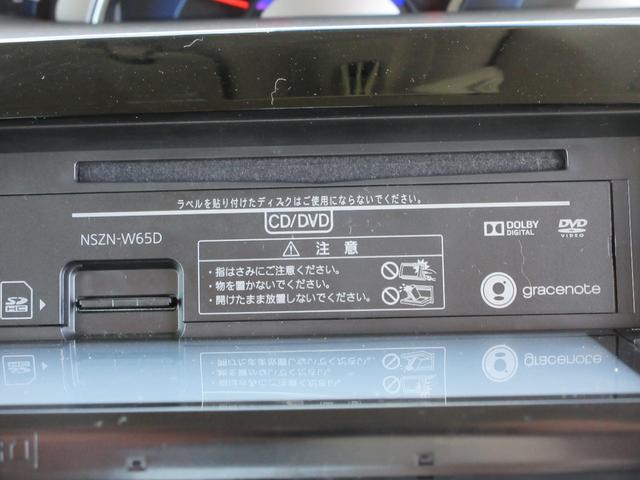 ラベルを貼り付けたディスクはご使用にならないでください。
CD/DVD
NSZN-W65D
⚠ 注意
・指はさみにご注意ください。
・物を置かないでください。
・開けたまま放置しないでください。
DOLBY
DIGITAL
DVD
VIDEO
SD
HC
gracenote